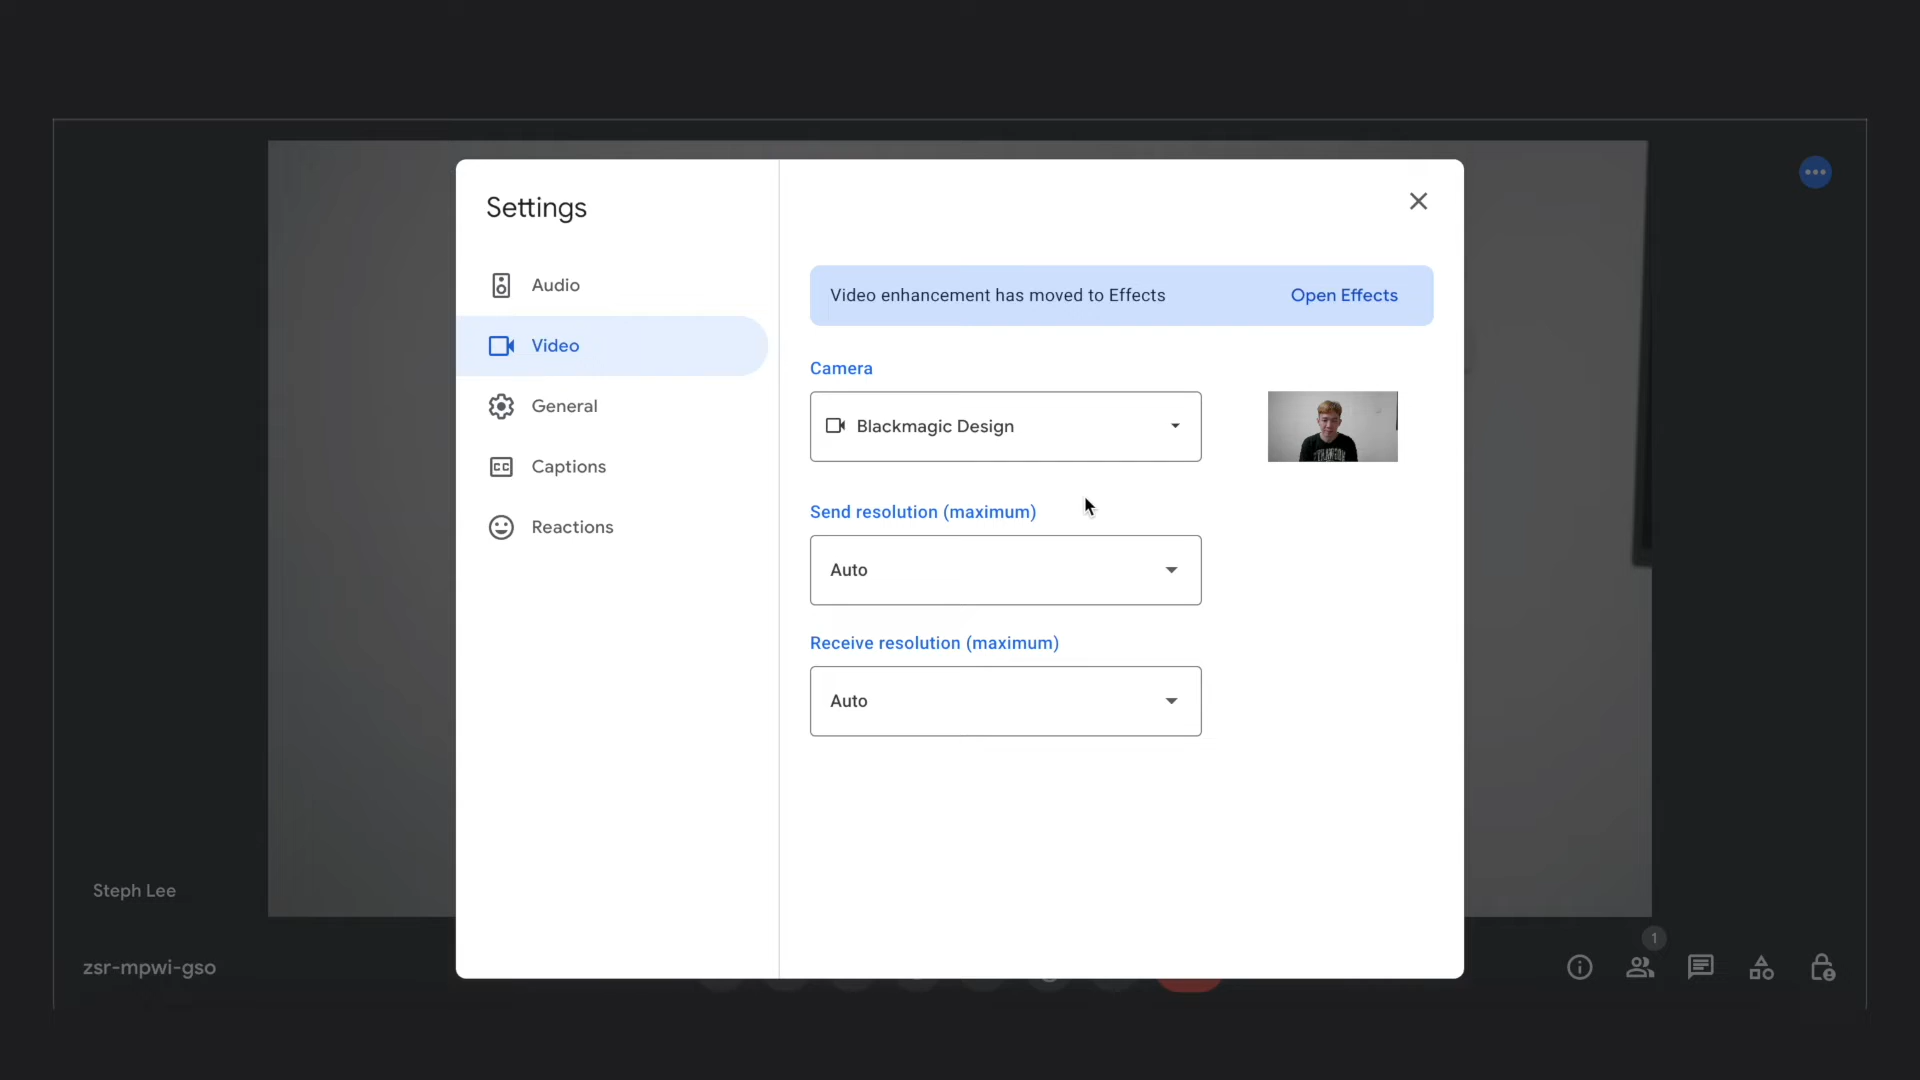 Settings
Audio
Video
General
Captions
Reactions
Video enhancement has moved to Effects
Open Effects
Camera
Blackmagic Design
Send resolution (maximum)
Auto
Receive resolution (maximum)
Auto
Steph Lee
zsr-mpwi-gso
1